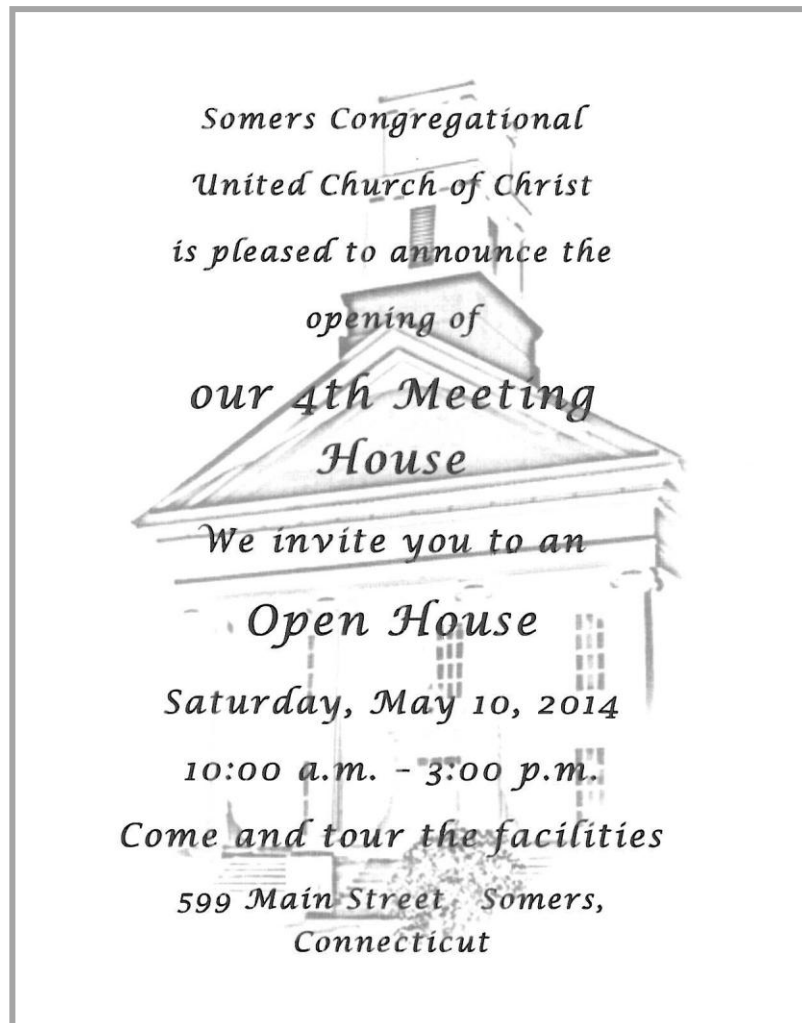 Somers Congregational
United Church of Christ
is pleased to announce the
opening of
our 4th Meeting
House
We invite you to an
Open House
Saturday, May 10, 2014
10:00 a.m. - 3:00 p.m.
Come and tour the facilities
599 Main Street Somers,
Connecticut